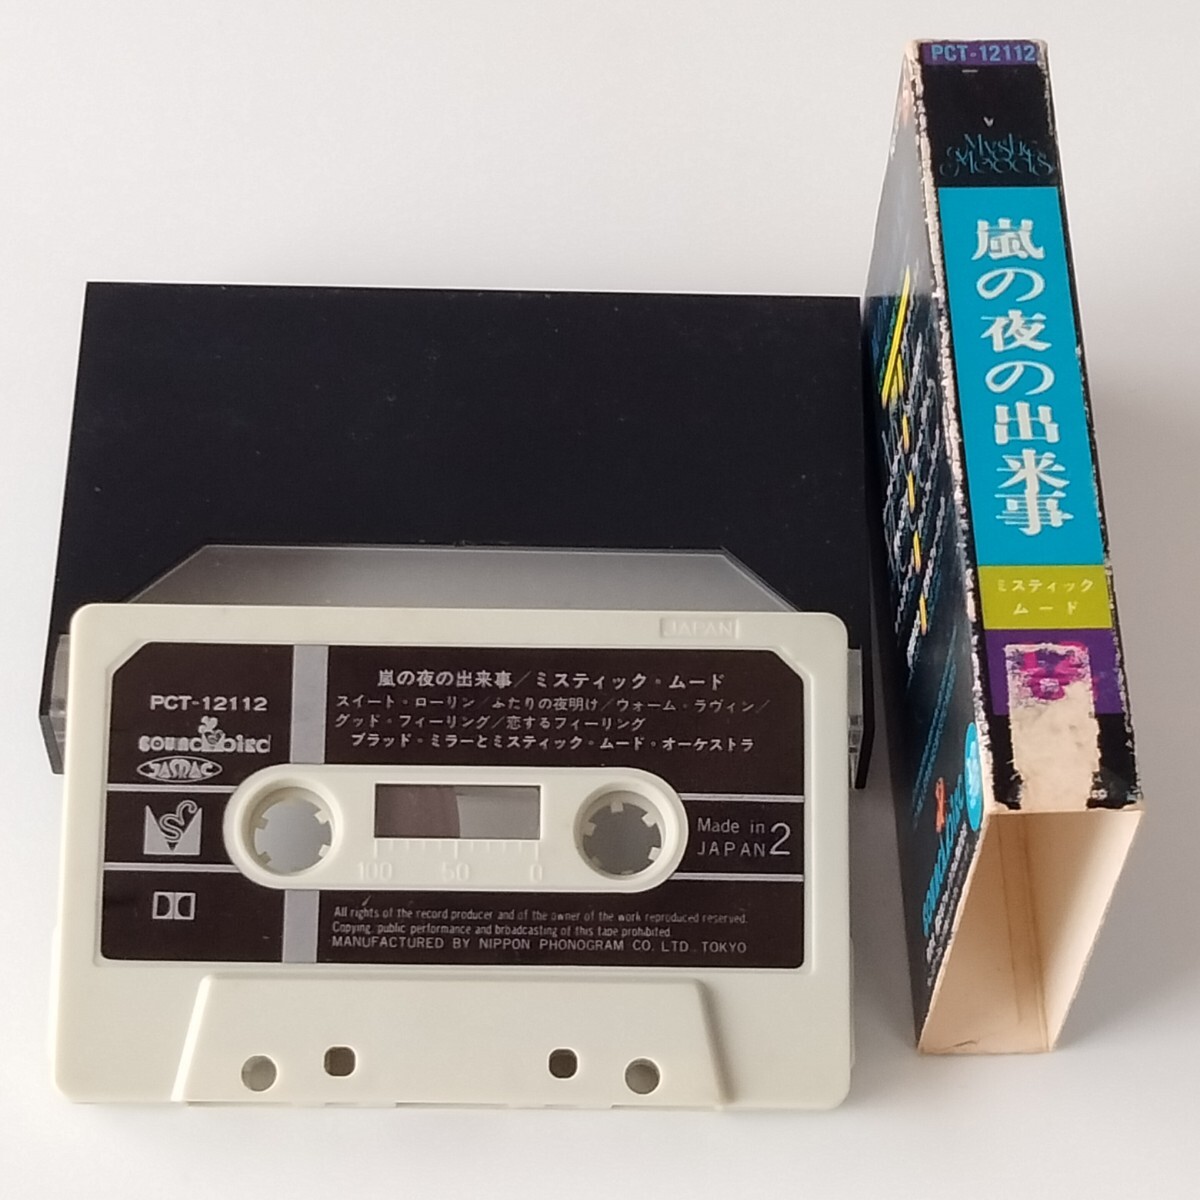 PCT-12112
Mystic
Moods
嵐の夜の出来事
ミスティック
ムード
JAPAN
嵐の夜の出来事/ミスティック・ムード
PCT-12112
スイート・ローリン/ふたりの夜明け/ウォーム・ラヴィン/
グッド・フィーリング/恋するフィーリング
ブラッド・ミラーとミスティック・ムード・オーケストラ
soundbird
Made in
JAPAN 2
100 50 0
All rights of the record producer and of the owner of the work reproduced reserved.
Copying, public performance and broadcasting of this tape prohibited.
MANUFACTURED BY NIPPON PHONOGRAM CO., LTD., TOKYO